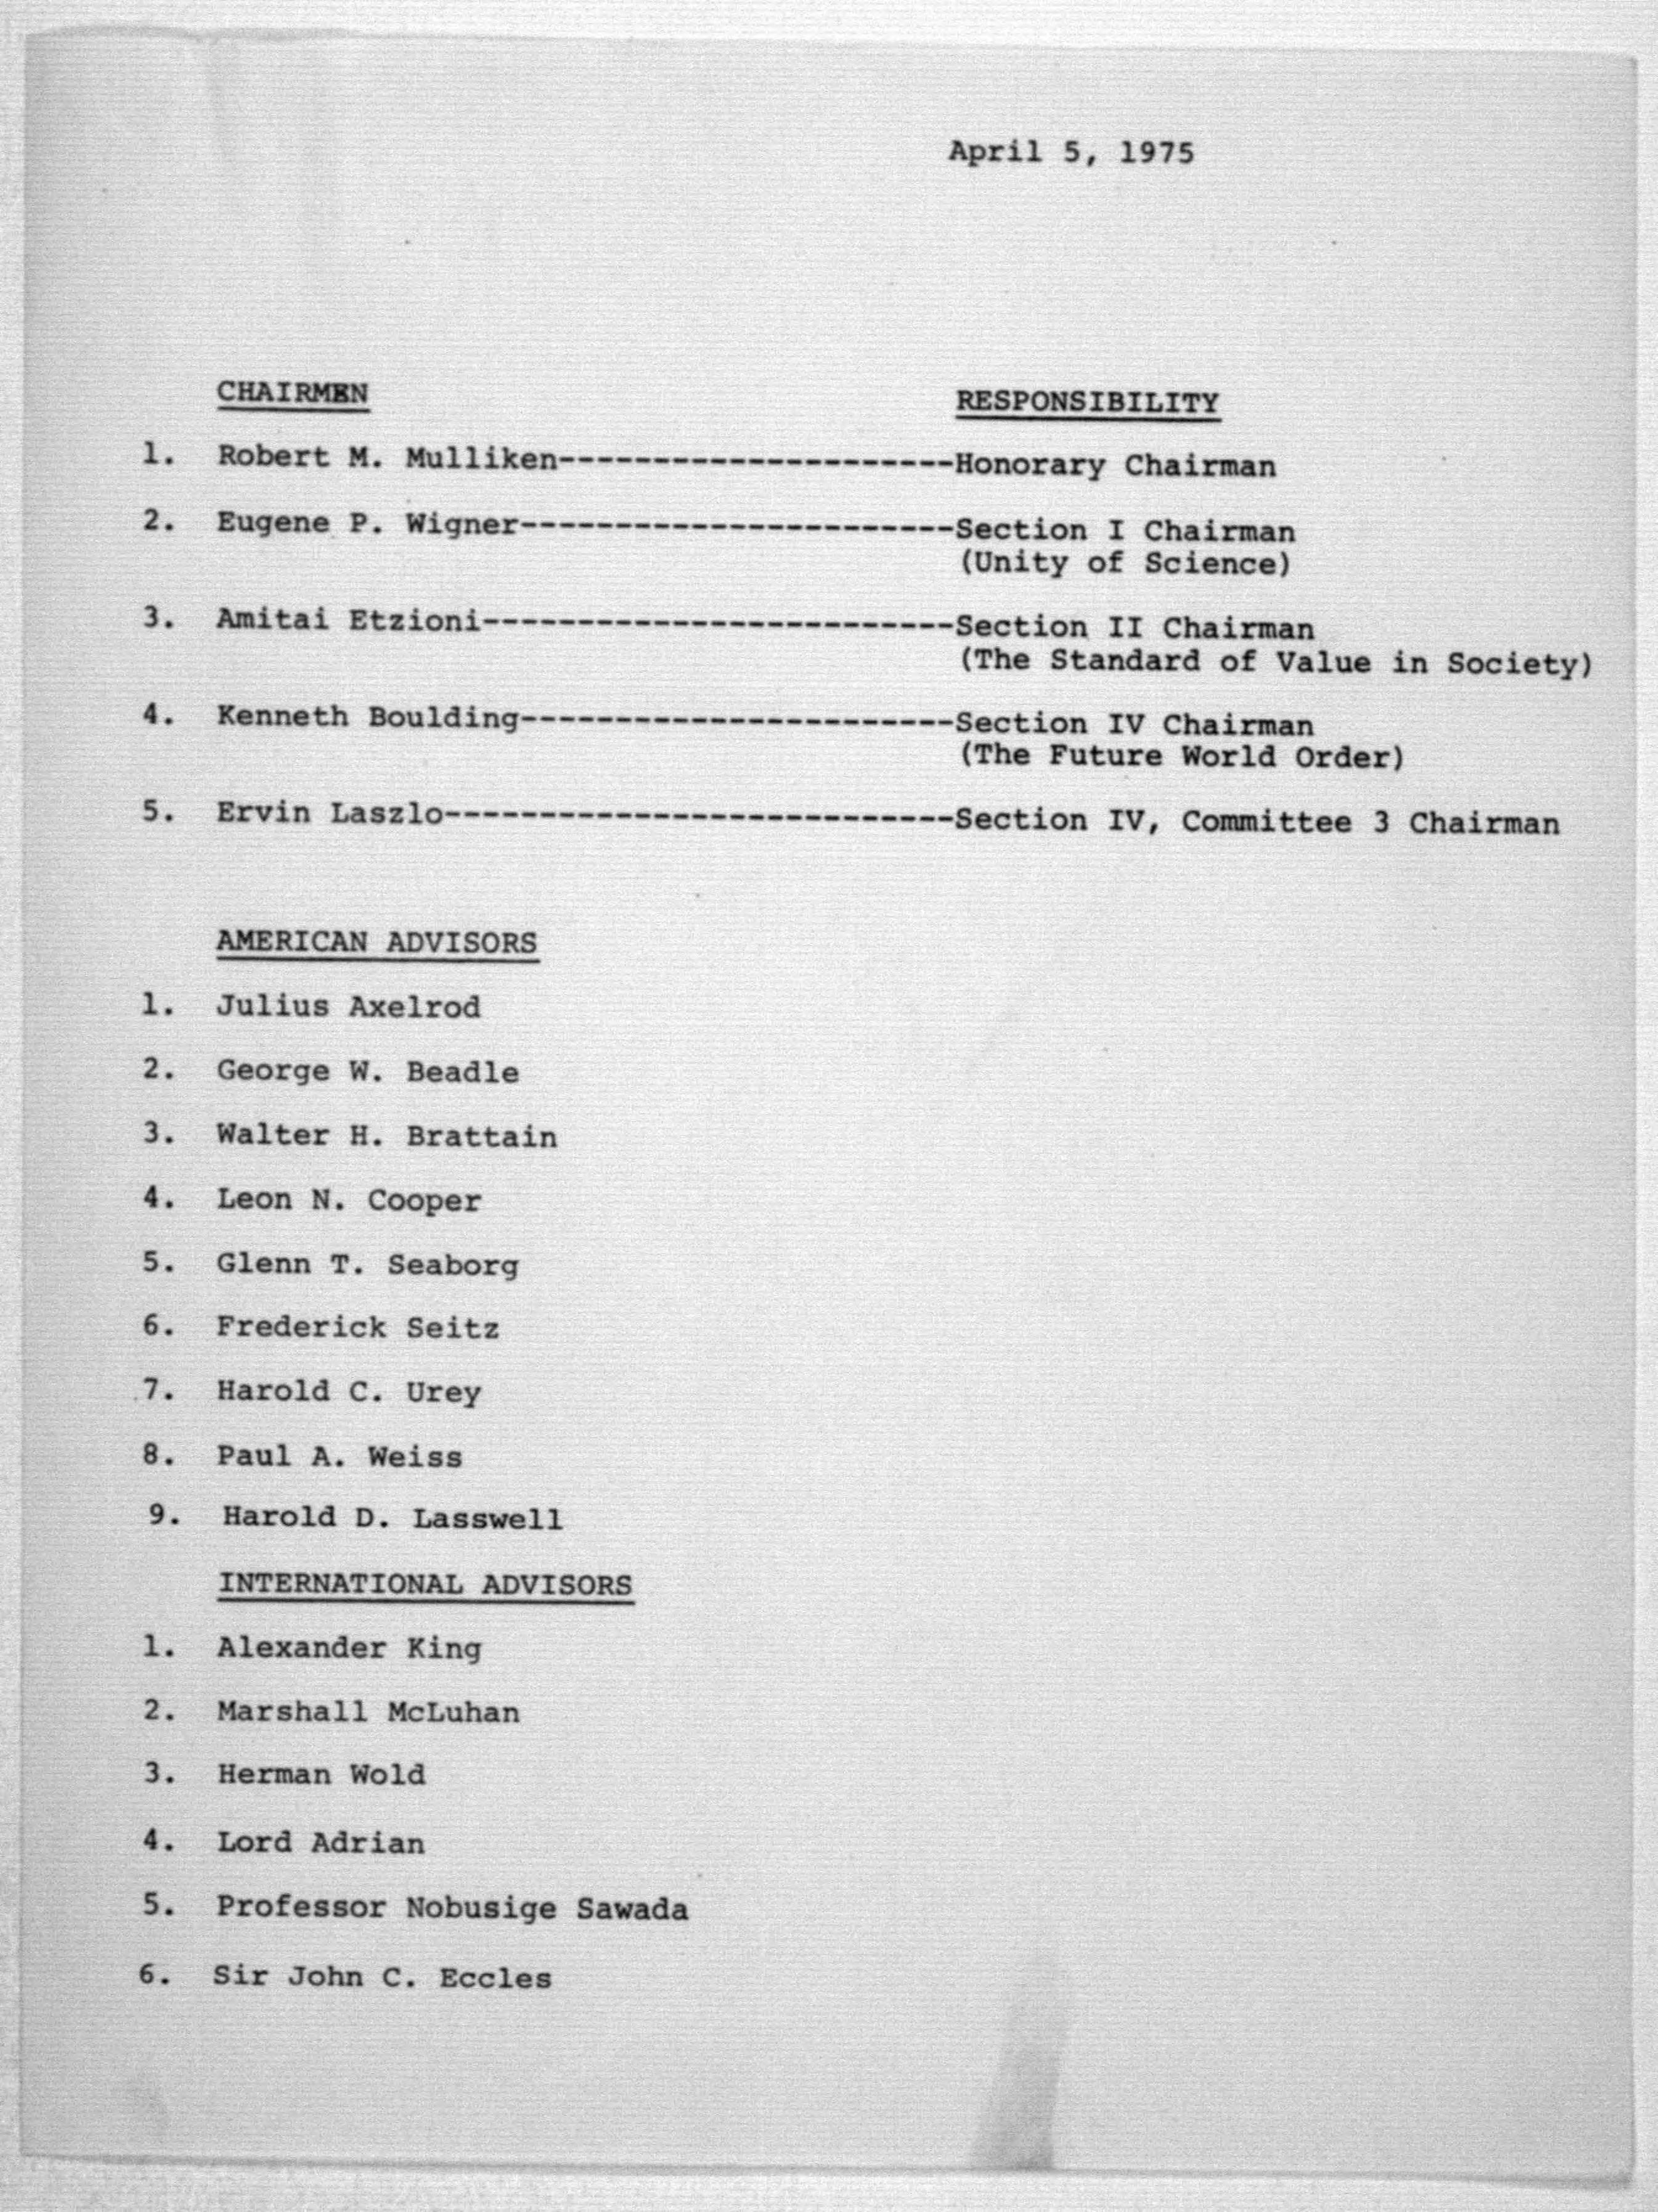 April 5, 1975
CHAIRMEN RESPONSIBILITY
1. Robert M. Mulliken---------------------Honorary Chairman
2. Eugene P. Wigner-----------------------Section I Chairman
(Unity of Science)
3. Amitai Etzioni-------------------------Section II Chairman
(The Standard of Value in Society)
4. Kenneth Boulding-----------------------Section IV Chairman
(The Future World Order)
5. Ervin Laszlo---------------------------Section IV, Committee 3 Chairman
AMERICAN ADVISORS
1. Julius Axelrod
2. George W. Beadle
3. Walter H. Brattain
4. Leon N. Cooper
5. Glenn T. Seaborg
6. Frederick Seitz
7. Harold C. Urey
8. Paul A. Weiss
9. Harold D. Lasswell
INTERNATIONAL ADVISORS
1. Alexander King
2. Marshall McLuhan
3. Herman Wold
4. Lord Adrian
5. Professor Nobusige Sawada
6. Sir John C. Eccles